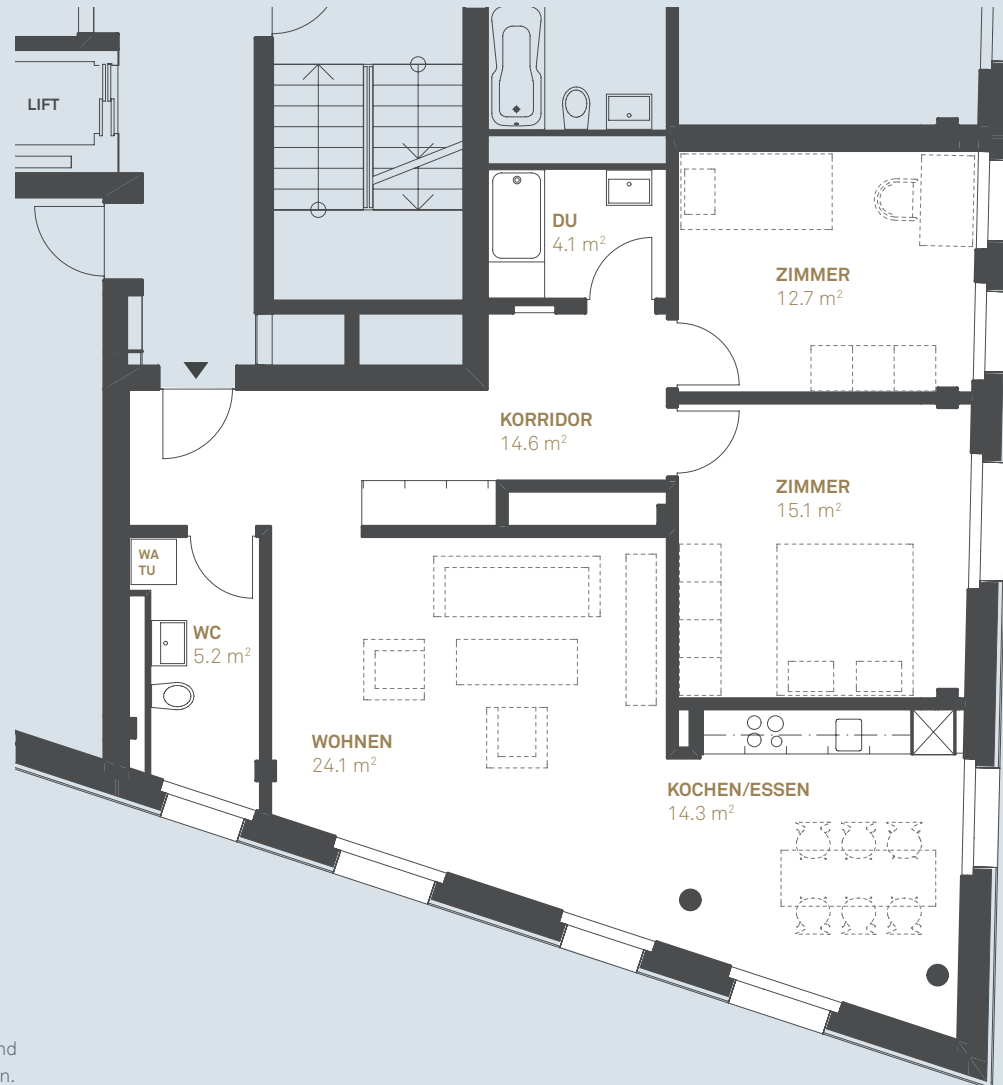 LIFT
DU
4.1 m²
ZIMMER
12.7 m²
KORRIDOR
14.6 m²
ZIMMER
15.1 m²
WA
TU
WC
5.2 m²
WOHNEN
24.1 m²
KOCHEN/ESSEN
14.3 m²
nd
n.